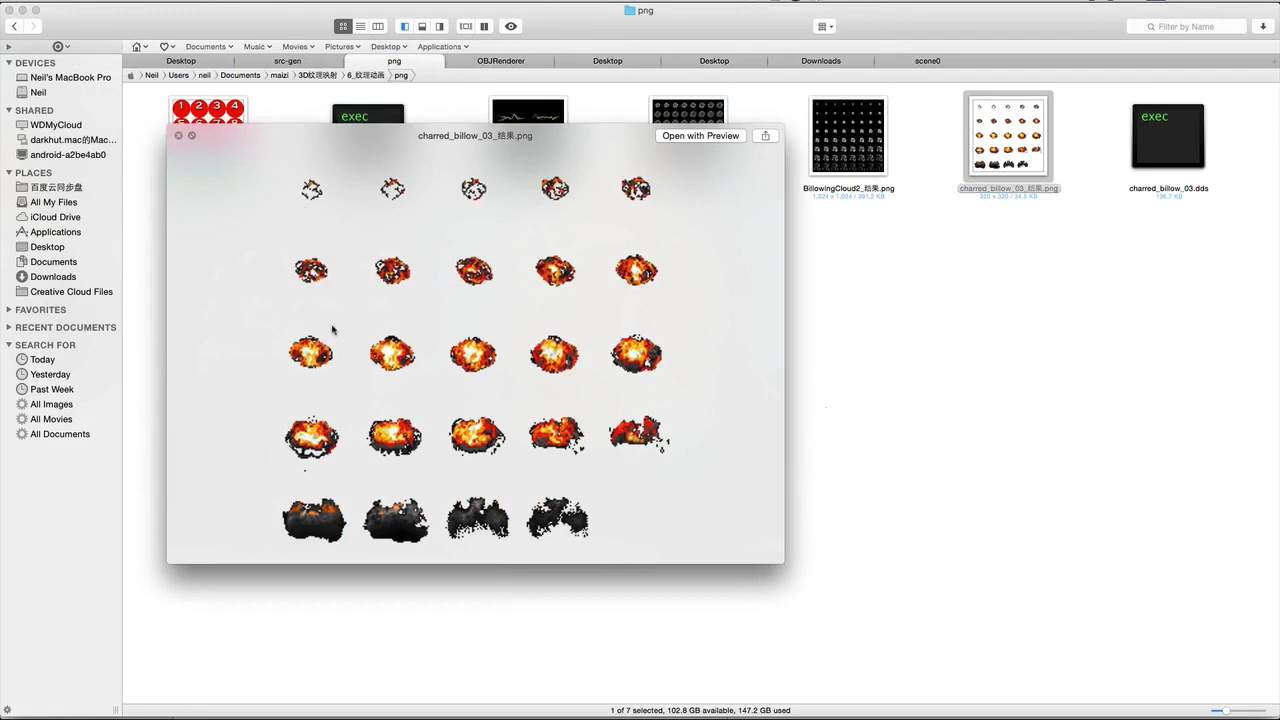 png
Filter by Name
Documents
Music
Movies
Pictures
Desktop
Applications
Desktop
src-gen
png
OBJRenderer
Desktop
Desktop
Downloads
scene0
Neil
Users
neil
Documents
maizi
3D纹理映射
6_纹理动画
png
DEVICES
Neil's MacBook Pro
Neil
SHARED
WDMyCloud
darkhut.mac的Mac...
android-a2be4ab0
PLACES
百度云同步盘
All My Files
iCloud Drive
Applications
Desktop
Documents
Downloads
Creative Cloud Files
FAVORITES
RECENT DOCUMENTS
SEARCH FOR
Today
Yesterday
Past Week
All Images
All Movies
All Documents
1 2 3 4
exec
charred_billow_03_结果.png
Open with Preview
BillowingCloud2_结果.png
1,024 x 1,024 / 391.2 KB
charred_billow_03_结果.png
320 x 320 / 34.5 KB
exec
charred_billow_03.dds
136.7 KB
1 of 7 selected, 102.8 GB available, 147.2 GB used